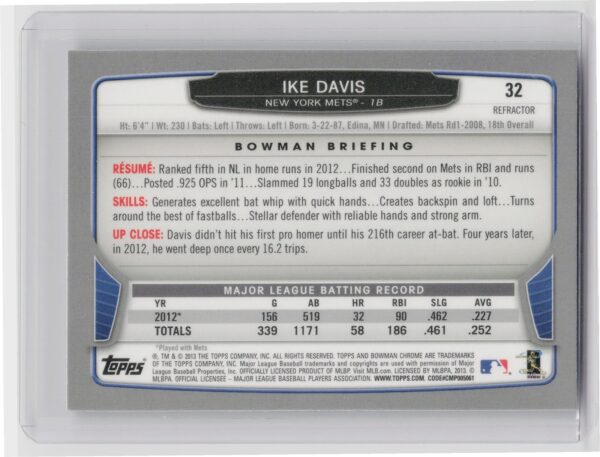 IKE DAVIS
NEW YORK METS® - 1B
32
REFRACTOR
Ht: 6'4" | Wt: 230 | Bats: Left | Throws: Left | Born: 3-22-87, Edina, MN | Drafted: Mets Rd1-2008, 18th Overall
BOWMAN BRIEFING
RÉSUMÉ: Ranked fifth in NL in home runs in 2012...Finished second on Mets in RBI and runs
(66)...Posted .925 OPS in '11...Slammed 19 longballs and 33 doubles as rookie in '10.
SKILLS: Generates excellent bat whip with quick hands...Creates backspin and loft...Turns
around the best of fastballs...Stellar defender with reliable hands and strong arm.
UP CLOSE: Davis didn't hit his first pro homer until his 216th career at-bat. Four years later,
in 2012, he went deep once every 16.2 trips.
MAJOR LEAGUE BATTING RECORD
YR G AB HR RBI SLG AVG
2012* 156 519 32 90 .462 .227
TOTALS 339 1171 58 186 .461 .252
*Played with Mets
®, TM & © 2013 THE TOPPS COMPANY, INC. ALL RIGHTS RESERVED. TOPPS AND BOWMAN CHROME ARE TRADEMARKS
OF THE TOPPS COMPANY, INC. Major League Baseball trademarks and copyrights are used with permission of Major
League Baseball Properties, Inc. OFFICIALLY LICENSED PRODUCT OF MLBP. Visit MLB.com. LICENSED BY MLBPA, 2013. ©
MLBPA. OFFICIAL LICENSEE - MAJOR LEAGUE BASEBALL PLAYERS ASSOCIATION. WWW.TOPPS.COM. CODE#CMP005061
Topps